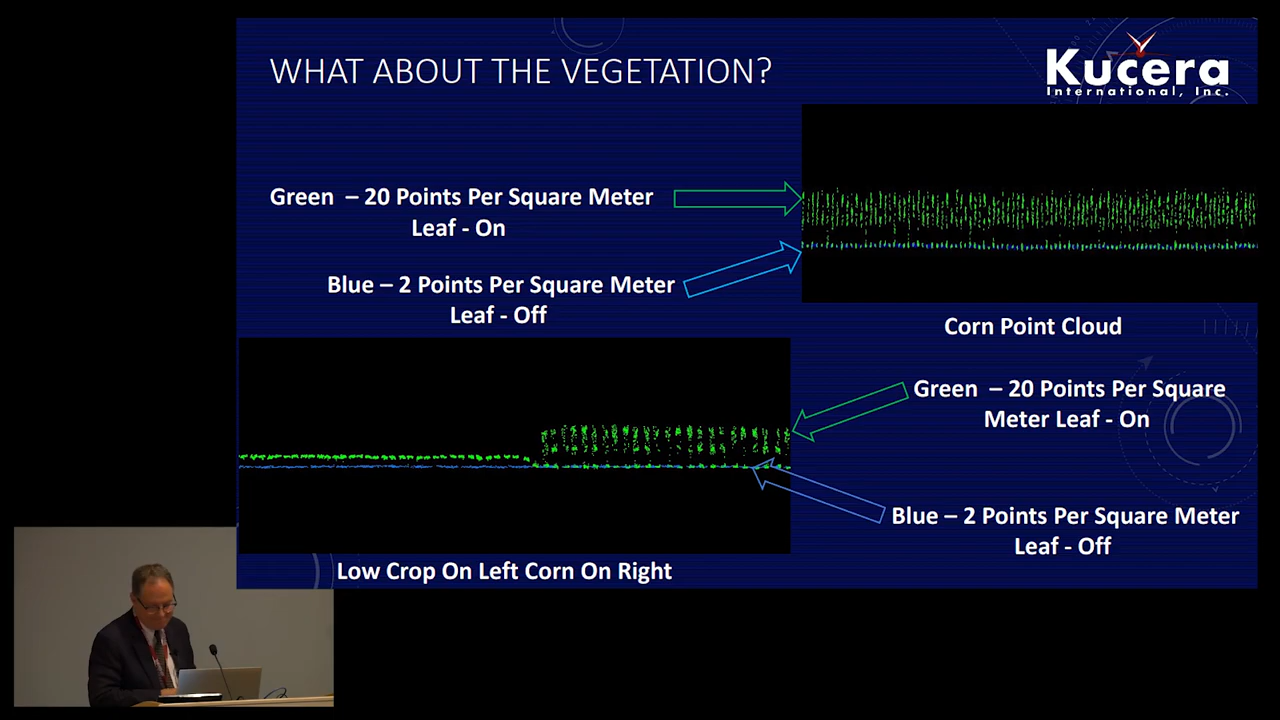 WHAT ABOUT THE VEGETATION?
Kucera
International, Inc.
Green – 20 Points Per Square Meter
Leaf - On
Blue – 2 Points Per Square Meter
Leaf - Off
Corn Point Cloud
Green – 20 Points Per Square
Meter Leaf - On
Blue – 2 Points Per Square Meter
Leaf - Off
Low Crop On Left Corn On Right